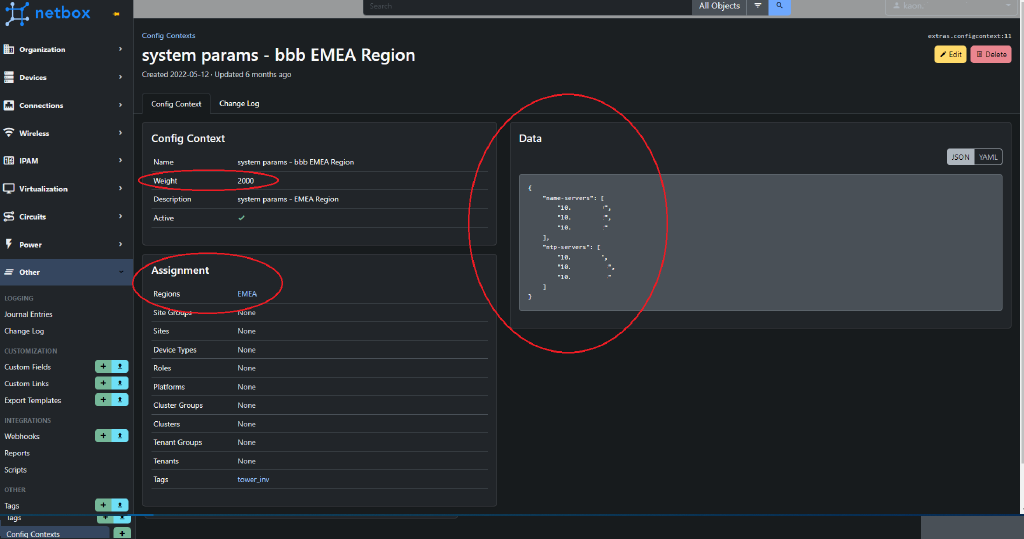 netbox
Search
All Objects
Organization
Devices
Connections
Wireless
IPAM
Virtualization
Circuits
Power
Other
LOGGING
Journal Entries
Change Log
CUSTOMIZATION
Custom Fields
Custom Links
Export Templates
INTEGRATIONS
Webhooks
Reports
Scripts
OTHER
Tags
Tags
Config Contexts
Config Contexts
extras.configcontext:11
system params - bbb EMEA Region
Edit
Delete
Created 2022-05-12 · Updated 6 months ago
Config Context
Change Log
Config Context
Name system params - bbb EMEA Region
Weight 2000
Description system params - EMEA Region
Active ✓
Assignment
Regions EMEA
Site Groups None
Sites None
Device Types None
Roles None
Platforms None
Cluster Groups None
Clusters None
Tenant Groups None
Tenants None
Tags tower_inv
Data
JSON YAML
{
"name-servers": [
"10. ",
"10. ",
"10. "
],
"ntp-servers": [
"10. ",
"10. ",
"10. "
]
}